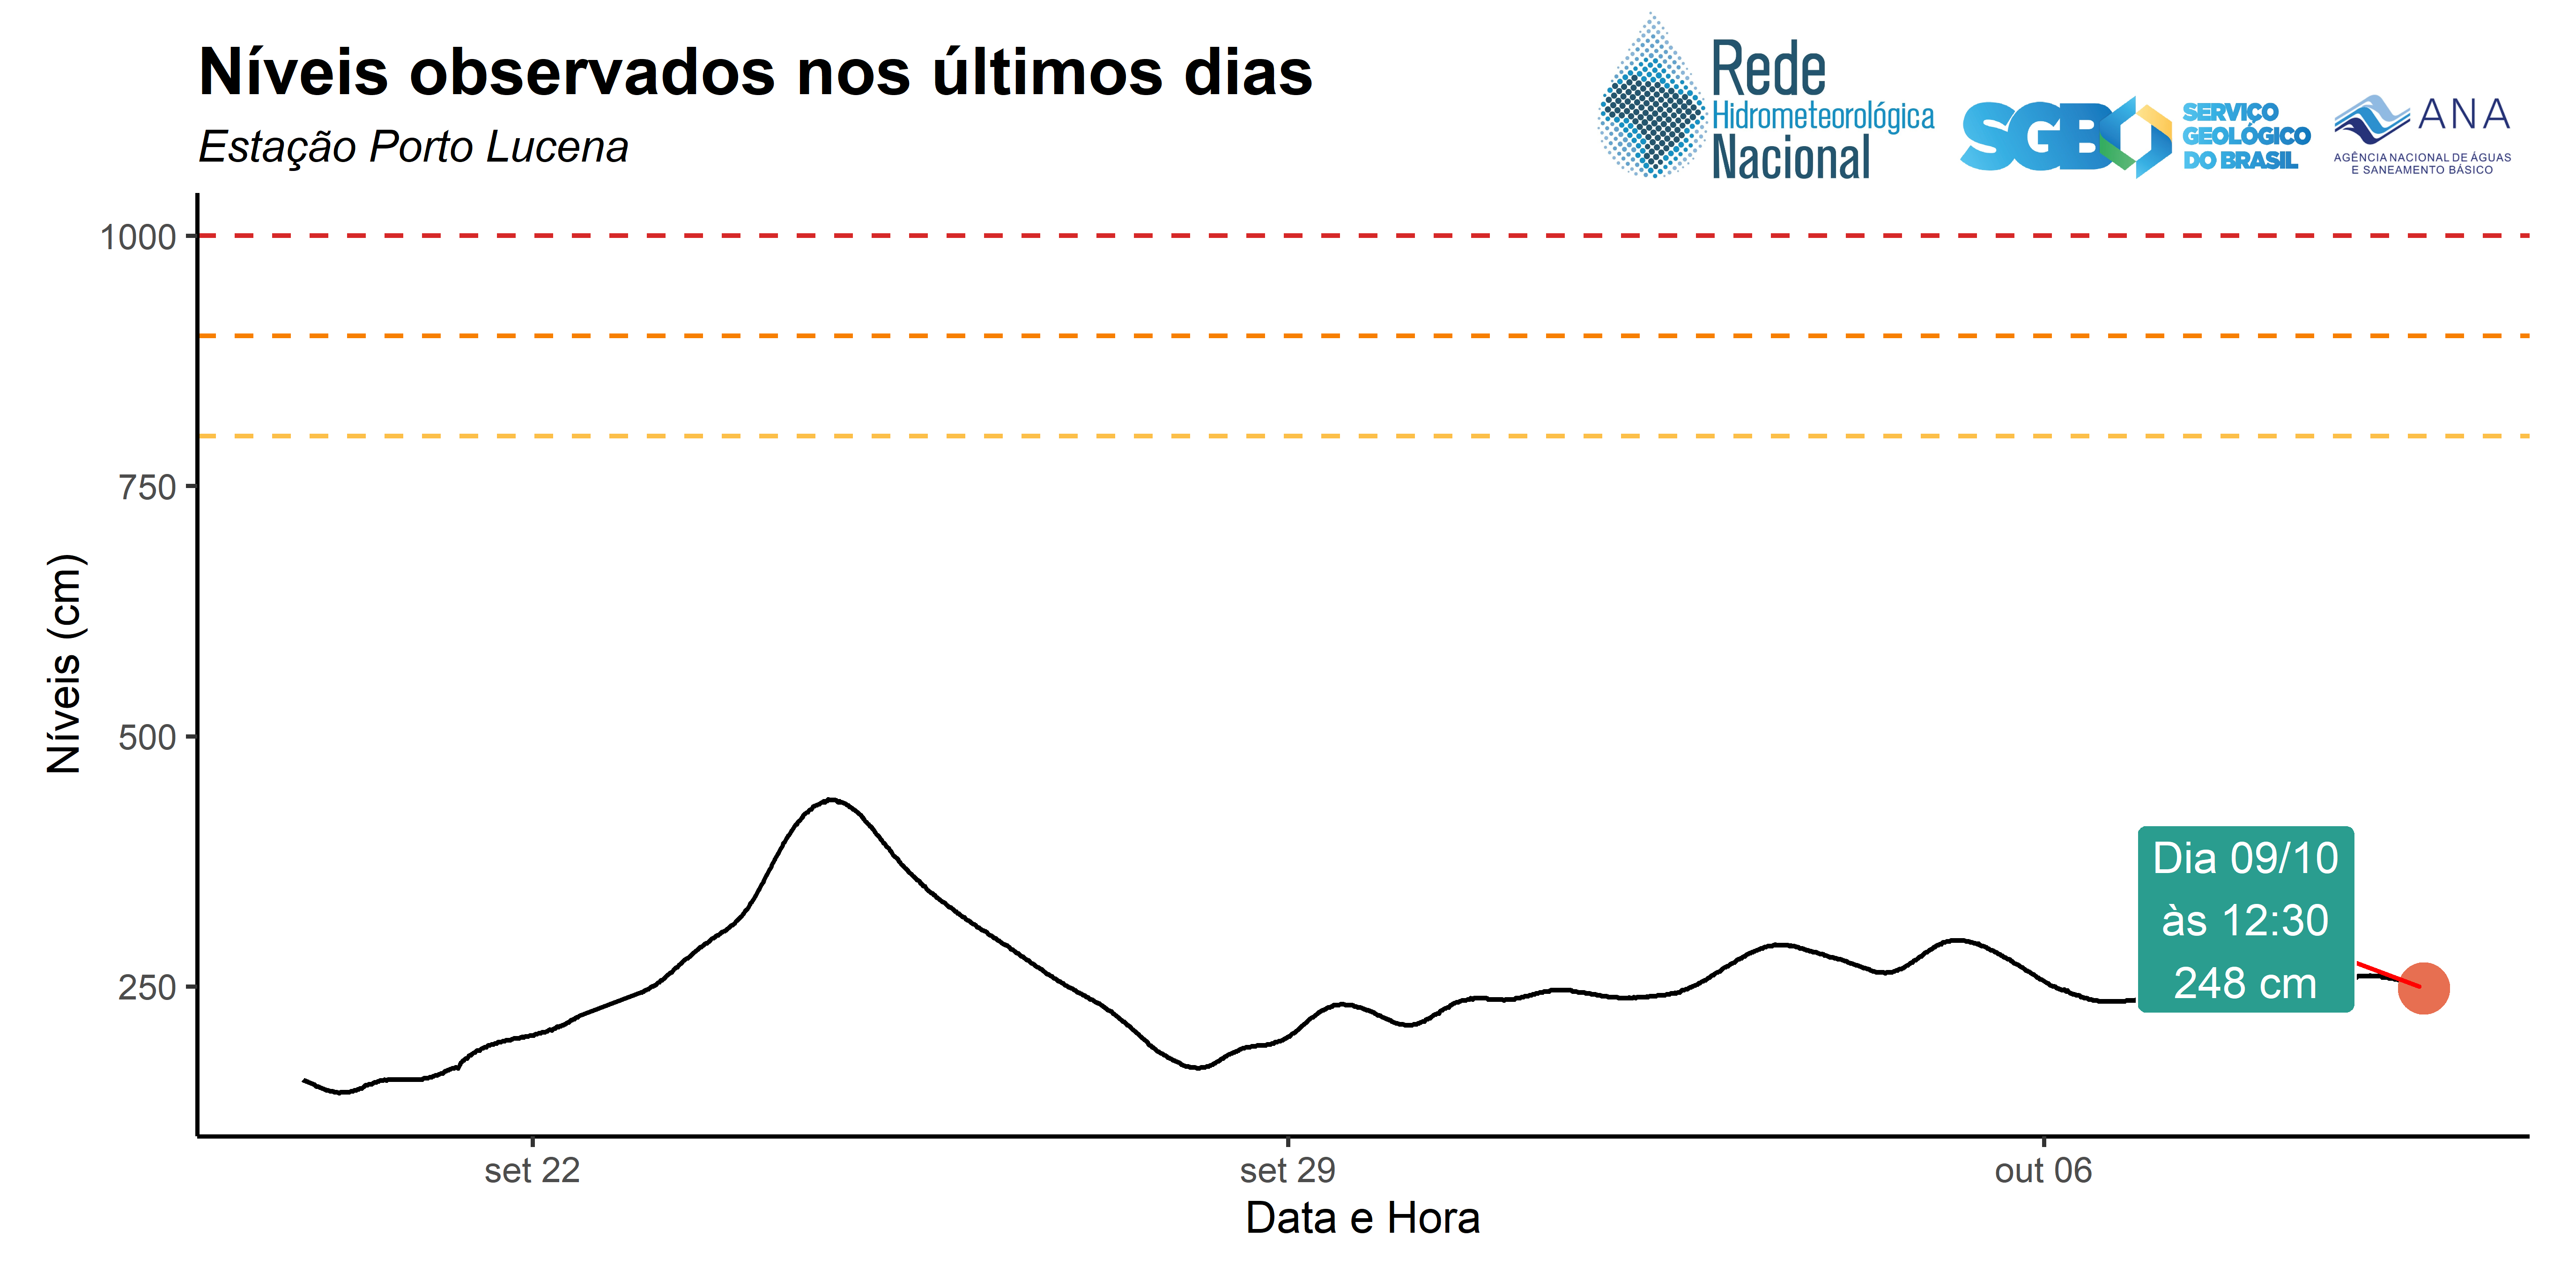 Níveis observados nos últimos dias
Estação Porto Lucena
Rede
Hidrometeorológica
Nacional
SGB
SERVIÇO
GEOLÓGICO
DO BRASIL
ANA
AGÊNCIA NACIONAL DE ÁGUAS
E SANEAMENTO BÁSICO
Níveis (cm)
1000
750
500
250
Dia 09/10
às 12:30
248 cm
set 22
set 29
out 06
Data e Hora